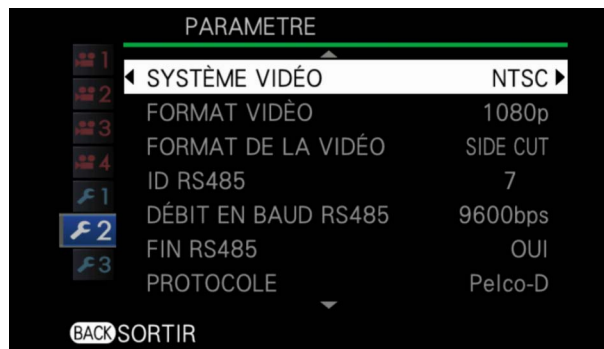 PARAMETRE
1
2
3
4
1
2
3
SYSTÈME VIDÉO NTSC
FORMAT VIDÈO 1080p
FORMAT DE LA VIDÉO SIDE CUT
ID RS485 7
DÉBIT EN BAUD RS485 9600bps
FIN RS485 OUI
PROTOCOLE Pelco-D
BACK SORTIR